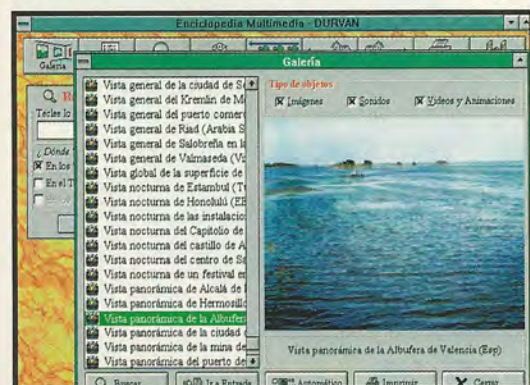 Enciclopedia Multimedia - DURVAN
Galería
Galería
Teclee lo
¿Dónde
En los
En el T
Vista general de la ciudad de S
Vista general del Kremlin de M
Vista general del puerto comer
Vista general de Riad (Arabia S
Vista general de Salobreña en l
Vista general de Valmaseda (Vi
Vista global de la superficie de
Vista nocturna de Estambul (T
Vista nocturna de Honolulú (EE
Vista nocturna de las instalacio
Vista nocturna del Capitolio de
Vista nocturna del castillo de A
Vista nocturna del centro de S
Vista nocturna de un festival e
Vista panorámica de Alcalá de
Vista panorámica de Hermosillo
Vista panorámica de la Albufera
Vista panorámica de la ciudad
Vista panorámica de la mina de
Vista panorámica del puerto de
Tipo de objetos
Imágenes Sonidos Videos y Animaciones
Vista panorámica de la Albufera de Valencia (Esp)
Buscar Ir a Entrada Automático Imprimir Cerrar